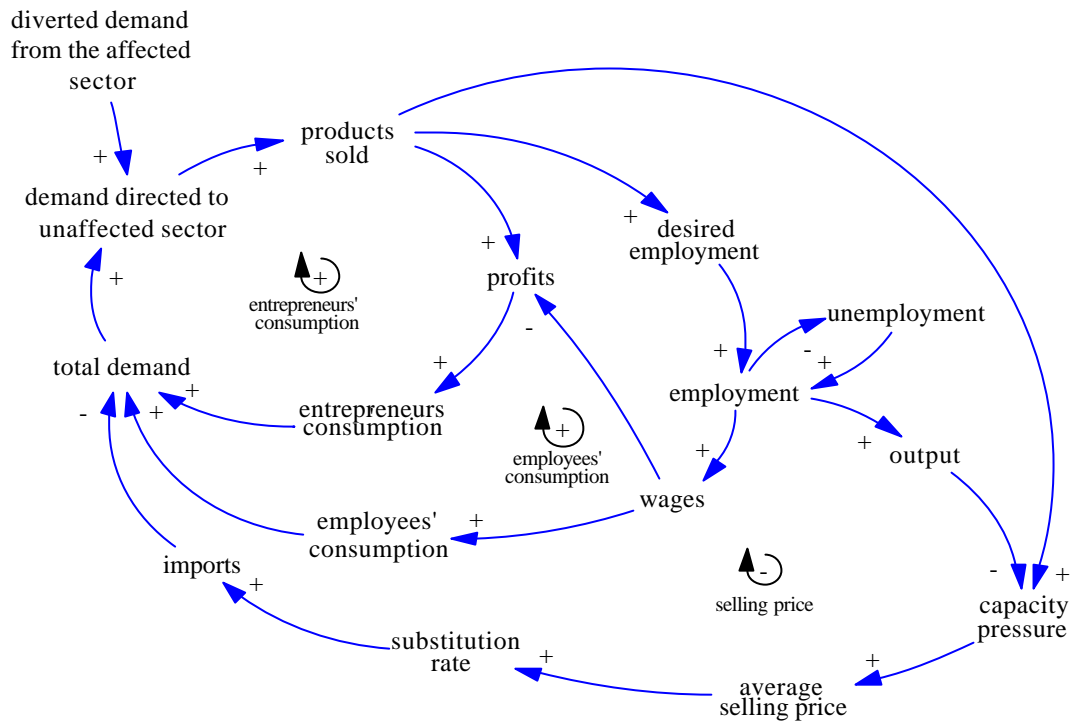 diverted demand
from the affected
sector
+
products
sold
+
demand directed to
unaffected sector
+
desired
employment
+
+
profits
+
entrepreneurs'
consumption
-
unemployment
-
+
+
total demand
+
employment
+
-
+
entrepreneurs
consumption
+
employees'
consumption
+
+
output
+
wages
employees'
consumption
+
imports
+
-
selling price
-
+
capacity
pressure
substitution
rate
+
+
average
selling price